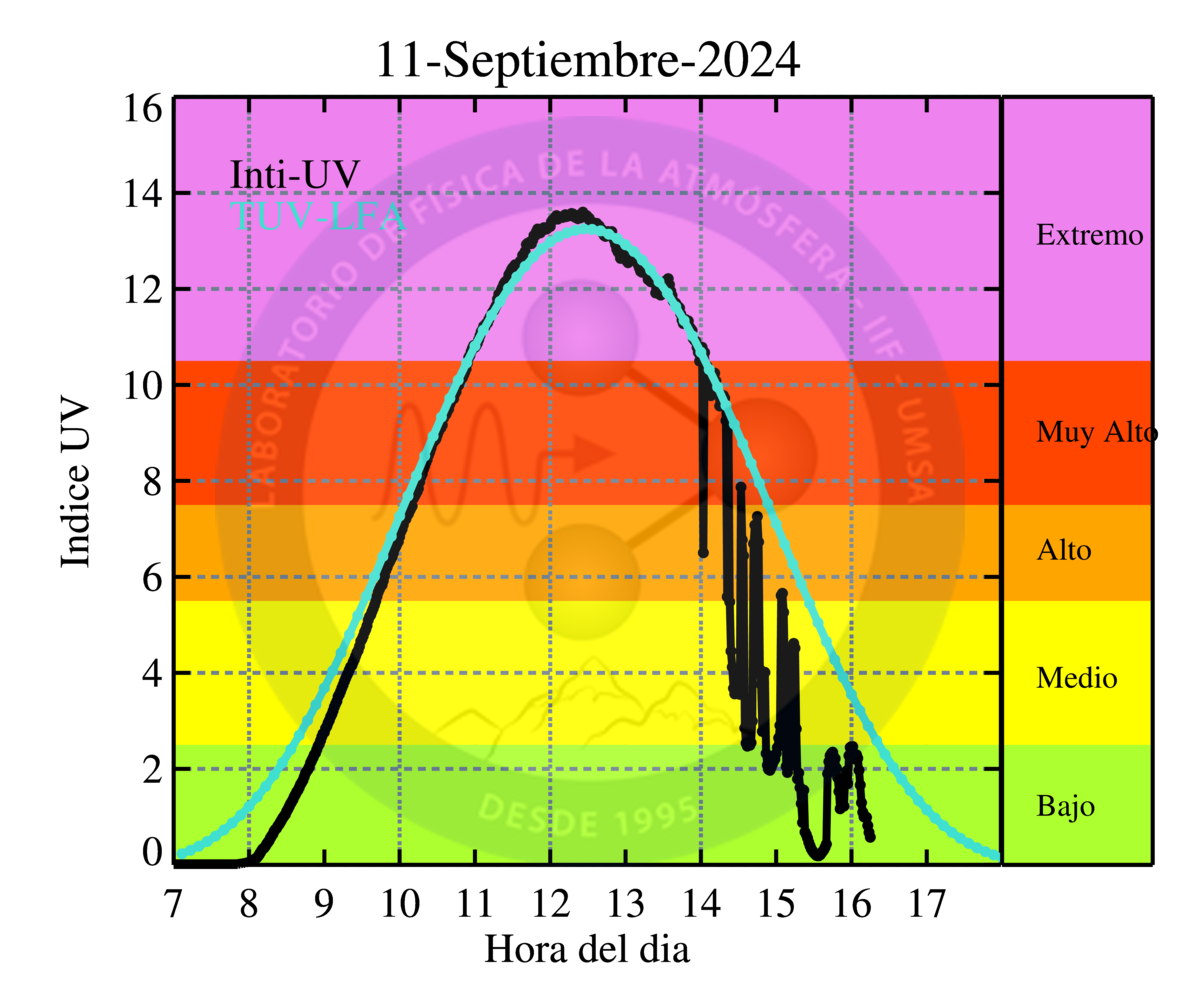 11-Septiembre-2024
16
14
12
10
8
6
4
2
0
Indice UV
Inti-UV
TUV-LFA
LABORATORIO DE FÍSICA DE LA ATMÓSFERA - IIF - UMSA
DESDE 1995
Extremo
Muy Alto
Alto
Medio
Bajo
7 8 9 10 11 12 13 14 15 16 17
Hora del dia